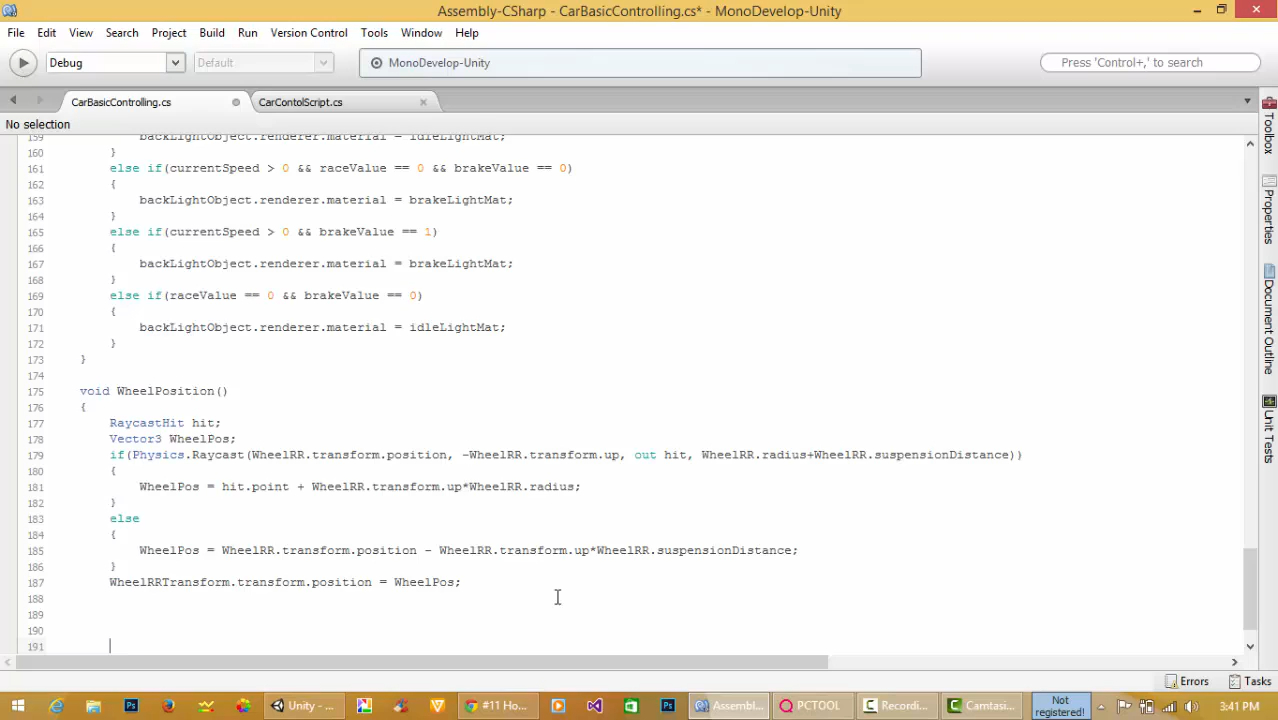 Assembly-CSharp - CarBasicControlling.cs* - MonoDevelop-Unity
File Edit View Search Project Build Run Version Control Tools Window Help
Debug Default MonoDevelop-Unity Press 'Control+,' to search
CarBasicControlling.cs CarContolScript.cs
No selection
159 backLightObject.renderer.material = idleLightMat;
160 }
161 else if(currentSpeed > 0 && raceValue == 0 && brakeValue == 0)
162 {
163 backLightObject.renderer.material = brakeLightMat;
164 }
165 else if(currentSpeed > 0 && brakeValue == 1)
166 {
167 backLightObject.renderer.material = brakeLightMat;
168 }
169 else if(raceValue == 0 && brakeValue == 0)
170 {
171 backLightObject.renderer.material = idleLightMat;
172 }
173 }
174
175 void WheelPosition()
176 {
177 RaycastHit hit;
178 Vector3 WheelPos;
179 if(Physics.Raycast(WheelRR.transform.position, -WheelRR.transform.up, out hit, WheelRR.radius+WheelRR.suspensionDistance))
180 {
181 WheelPos = hit.point + WheelRR.transform.up*WheelRR.radius;
182 }
183 else
184 {
185 WheelPos = WheelRR.transform.position - WheelRR.transform.up*WheelRR.suspensionDistance;
186 }
187 WheelRRTransform.transform.position = WheelPos;
188
189
190
191
Toolbox
Properties
Document Outline
Unit Tests
Errors Tasks
Unity - ... #11 Ho... Assembl... PCTOOL Recordi... Camtasi... Not registered! 3:41 PM